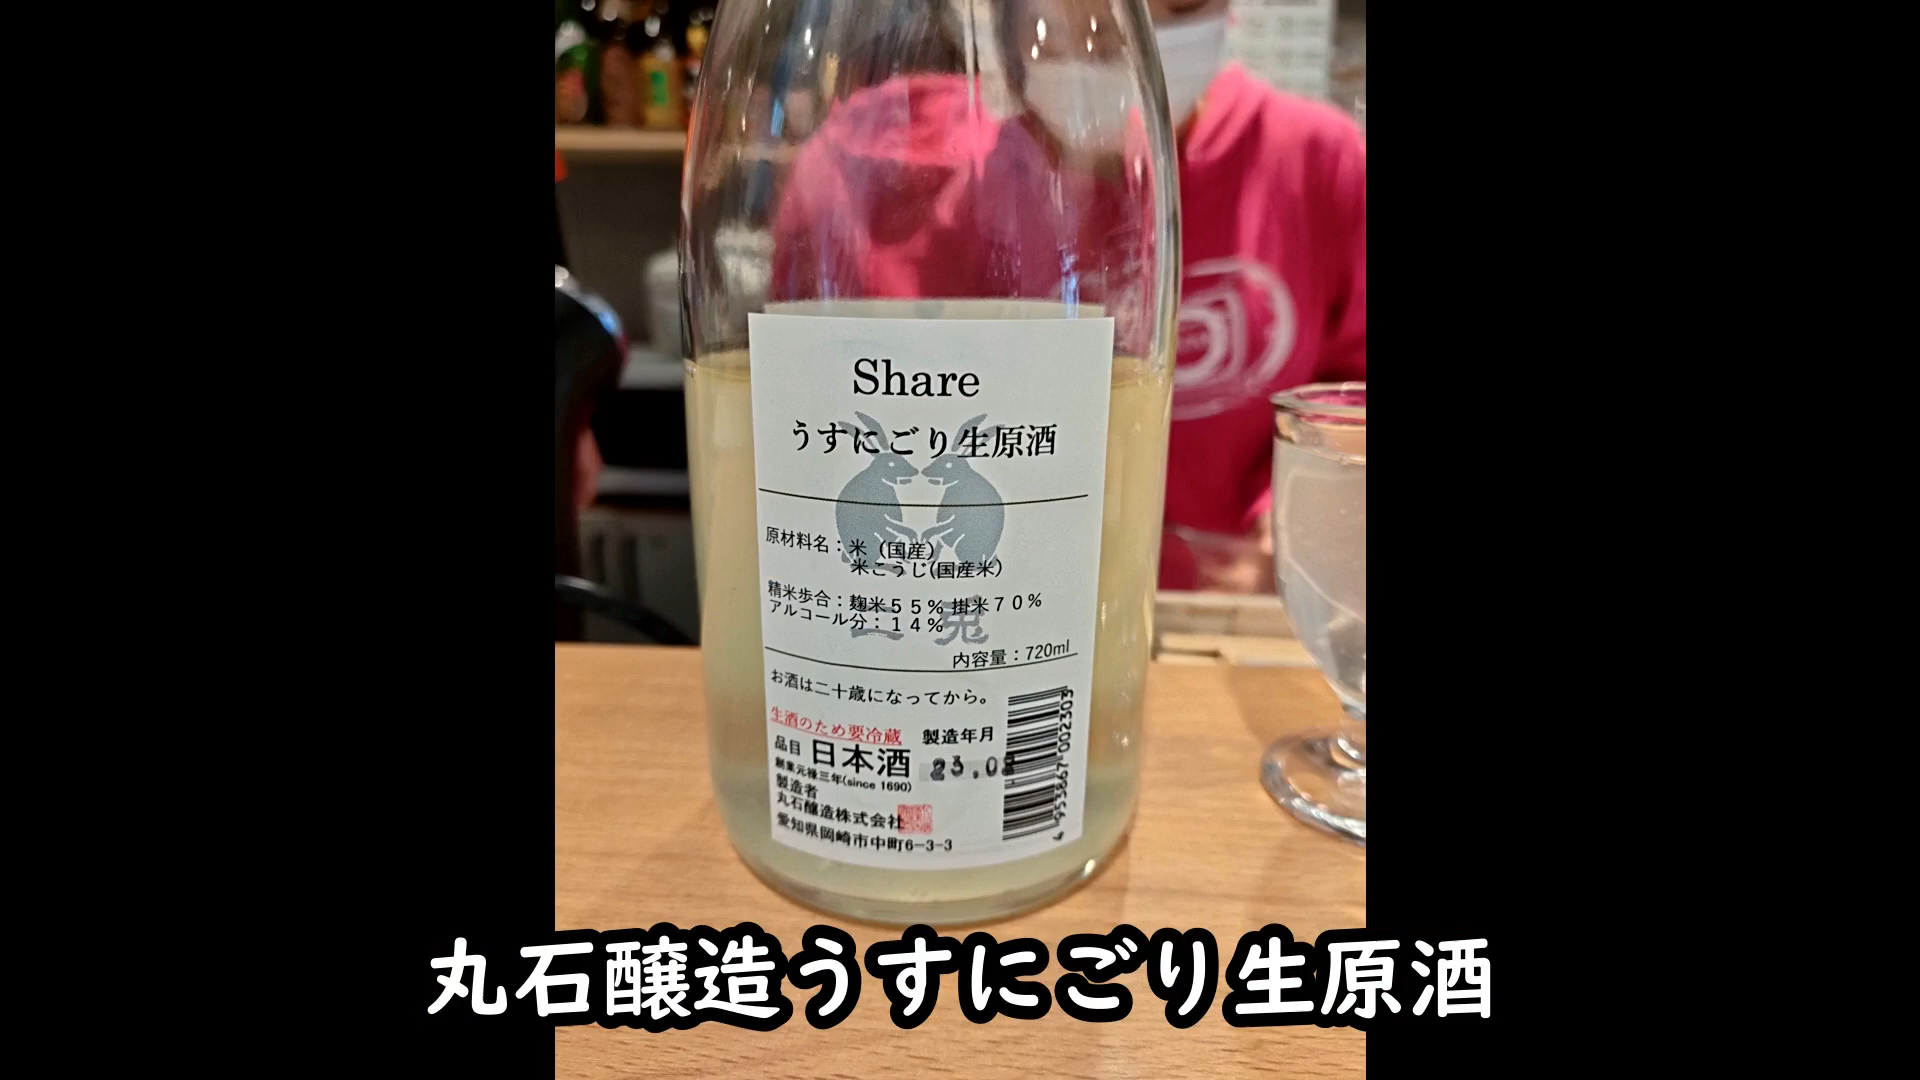 Share
うすにごり生原酒
原材料名：米（国産）
米こうじ(国産米)
精米歩合：麹米５５％ 掛米７０％
アルコール分：１４％
二兎
内容量：720ml
お酒は二十歳になってから。
生酒のため要冷蔵
製造年月
品目 日本酒
創業元禄三年(since 1690)
製造者
丸石醸造株式会社
愛知県岡崎市中町6-3-3
4 953867 002303
丸石醸造うすにごり生原酒